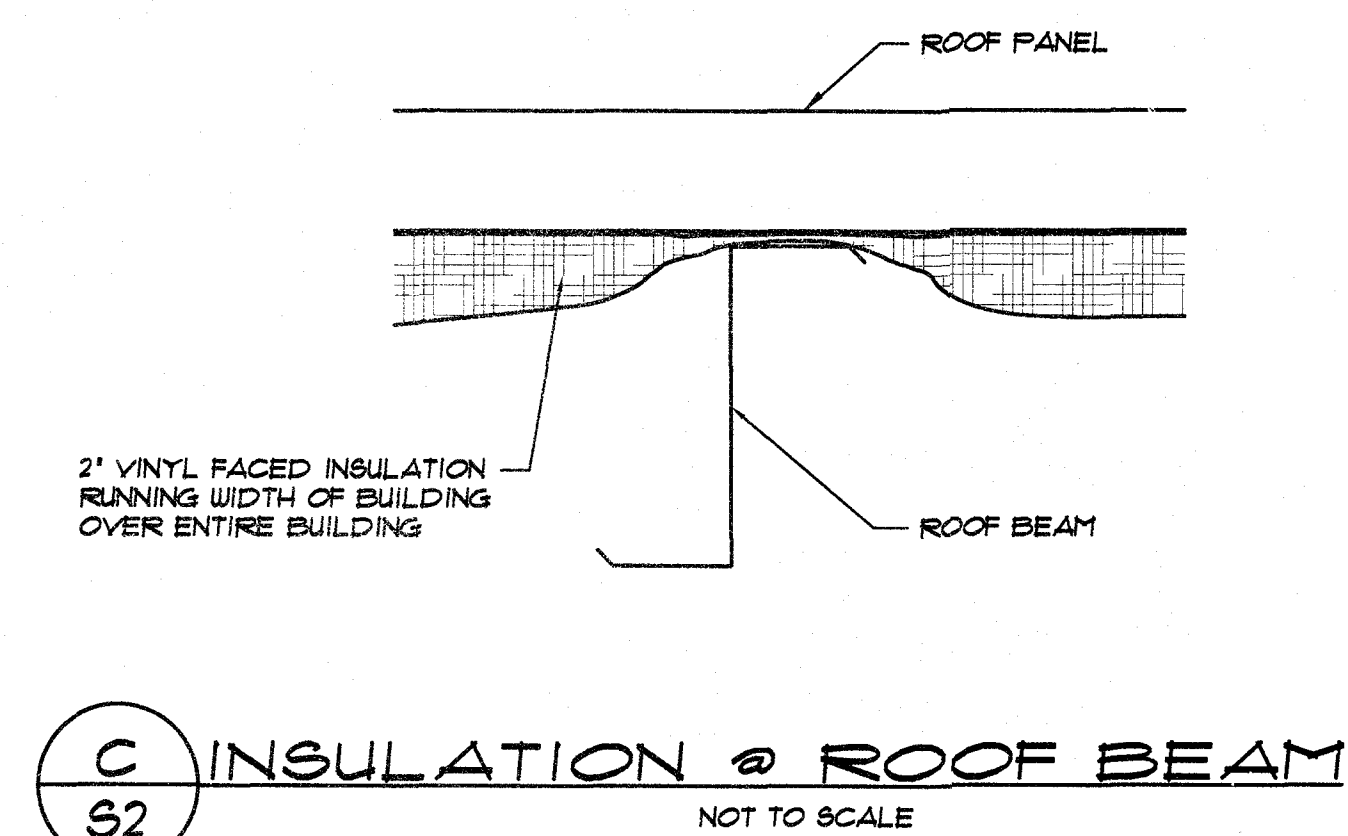 ROOF PANEL
2" VINYL FACED INSULATION
RUNNING WIDTH OF BUILDING
OVER ENTIRE BUILDING
ROOF BEAM
C
S2
INSULATION @ ROOF BEAM
NOT TO SCALE